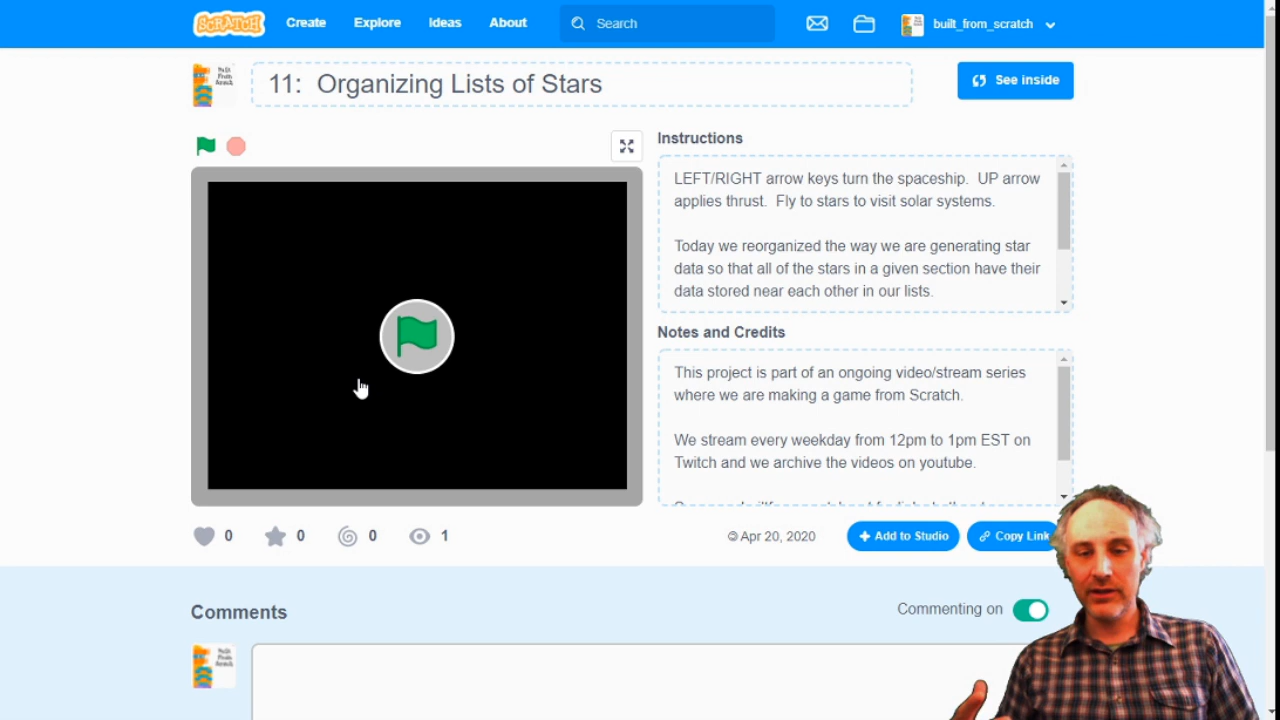 SCRATCH Create Explore Ideas About Search built_from_scratch
11: Organizing Lists of Stars
See inside
Instructions
LEFT/RIGHT arrow keys turn the spaceship. UP arrow
applies thrust. Fly to stars to visit solar systems.
Today we reorganized the way we are generating star
data so that all of the stars in a given section have their
data stored near each other in our lists.
Notes and Credits
This project is part of an ongoing video/stream series
where we are making a game from Scratch.
We stream every weekday from 12pm to 1pm EST on
Twitch and we archive the videos on youtube.
0 0 0 1
© Apr 20, 2020
Add to Studio
Copy Link
Comments
Commenting on